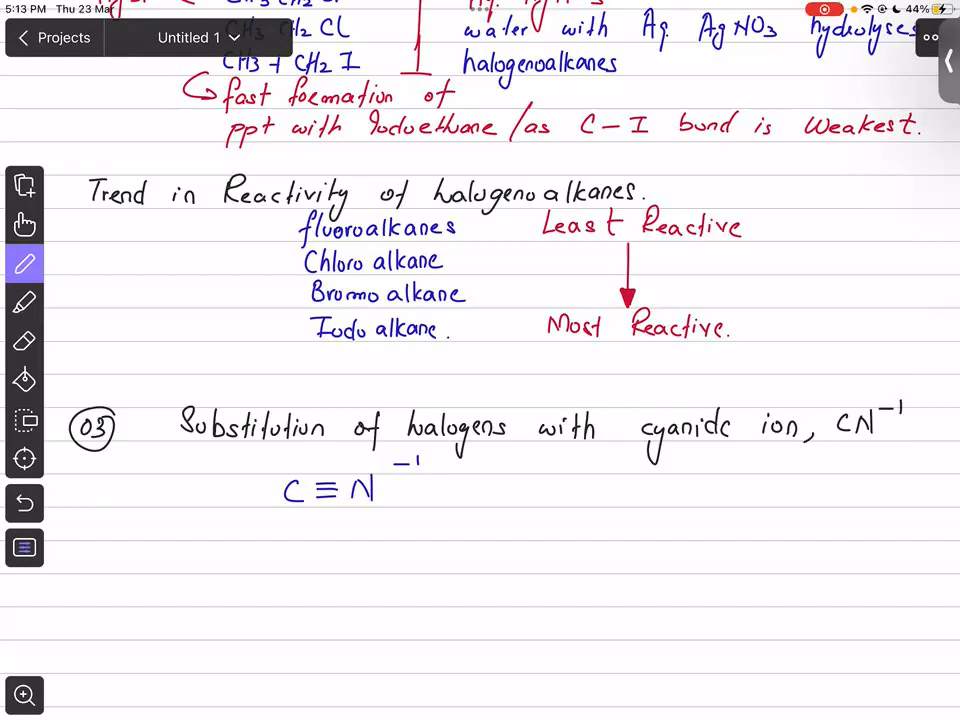 5:13 PM Thu 23 Mar
44%
Projects
Untitled 1
CH2 Cl
water with Aq. AgNO3 hydrolyses
CH3 + CH2 I
halogenoalkanes
fast formation of
ppt with Iodoethane / as C - I bond is Weakest.
Trend in Reactivity of halogenoalkanes.
fluoroalkanes Least Reactive
Chloro alkane
Bromo alkane
Iodo alkane. Most Reactive.
03 Substitution of halogens with cyanide ion, CN⁻¹
C≡N⁻¹